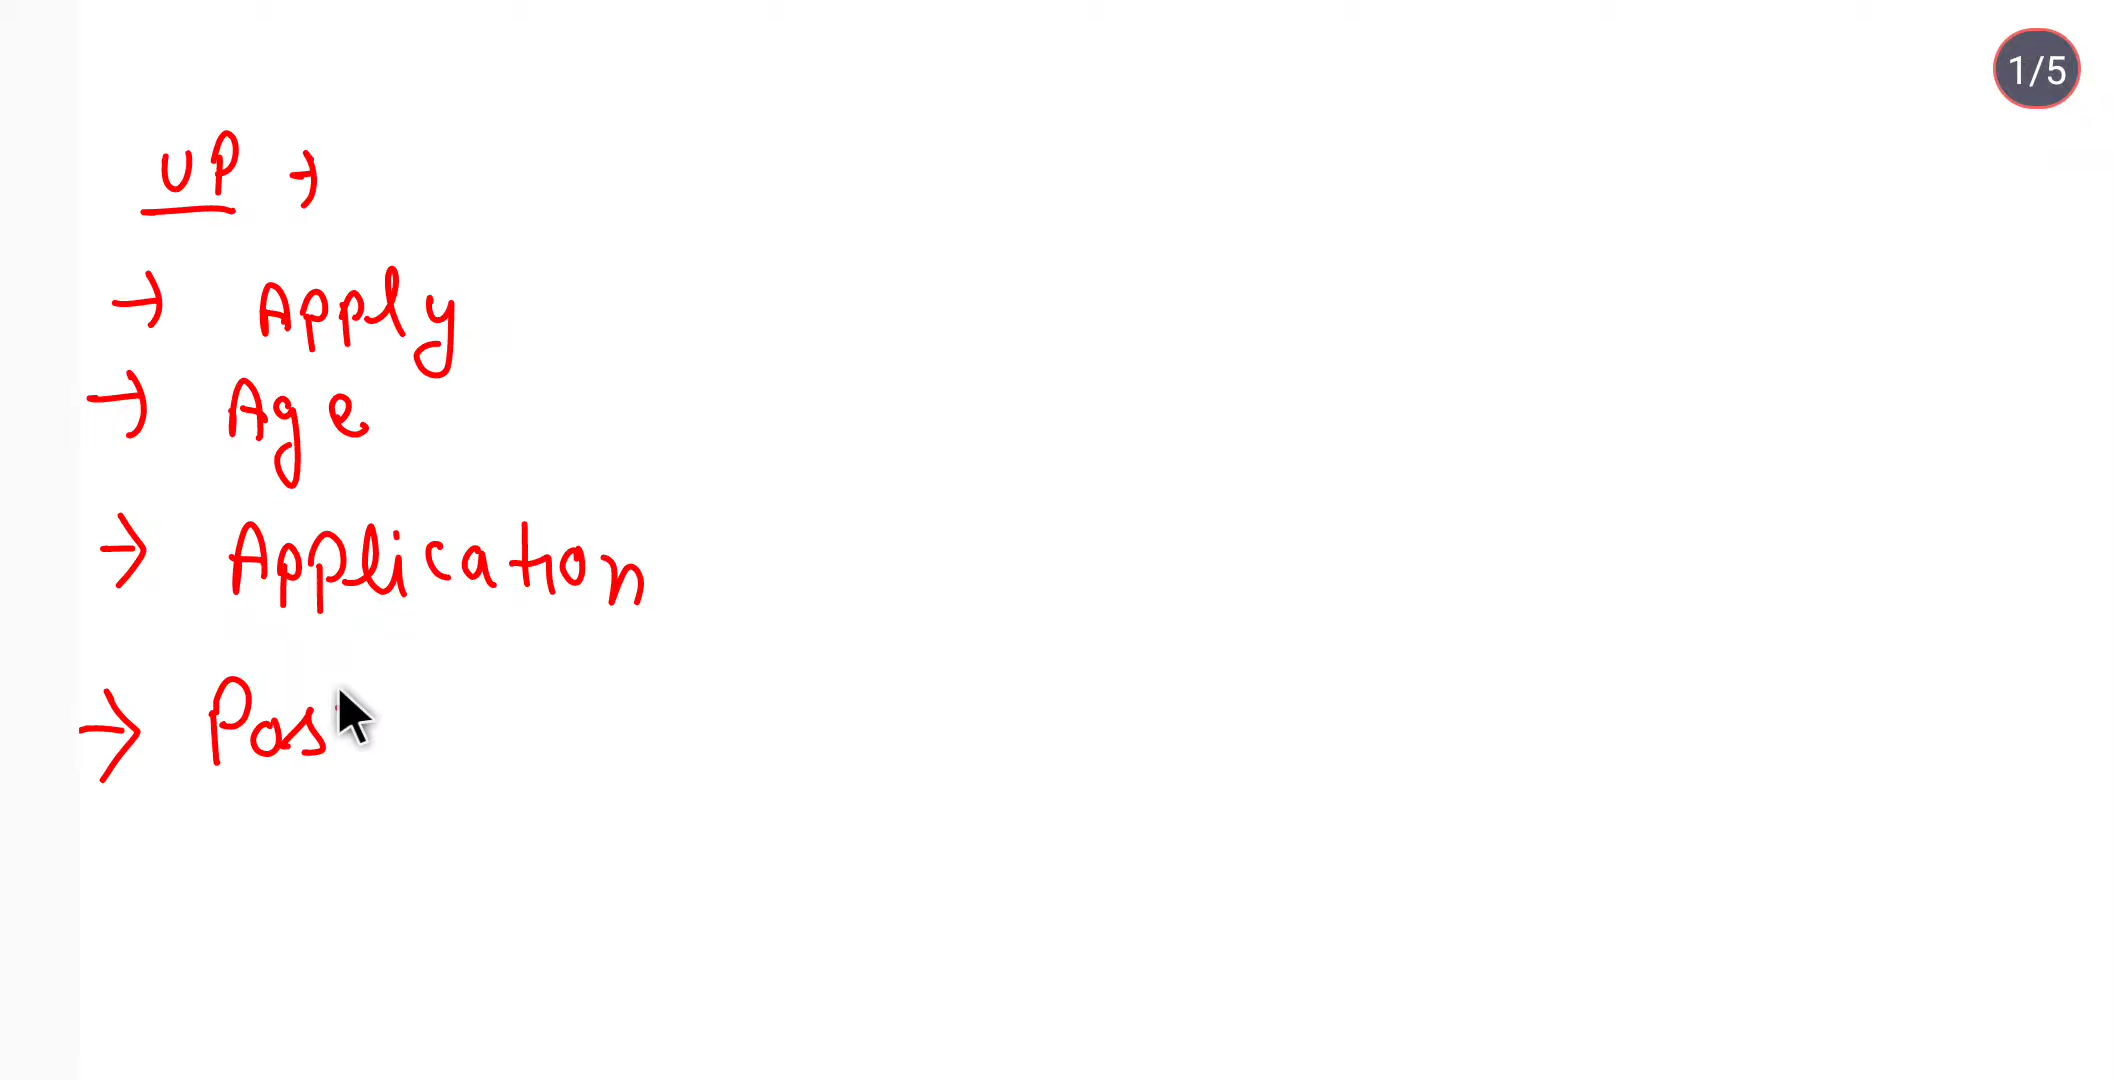 1/5
UP →
→ Apply
→ Age
→ Application
→ Pos